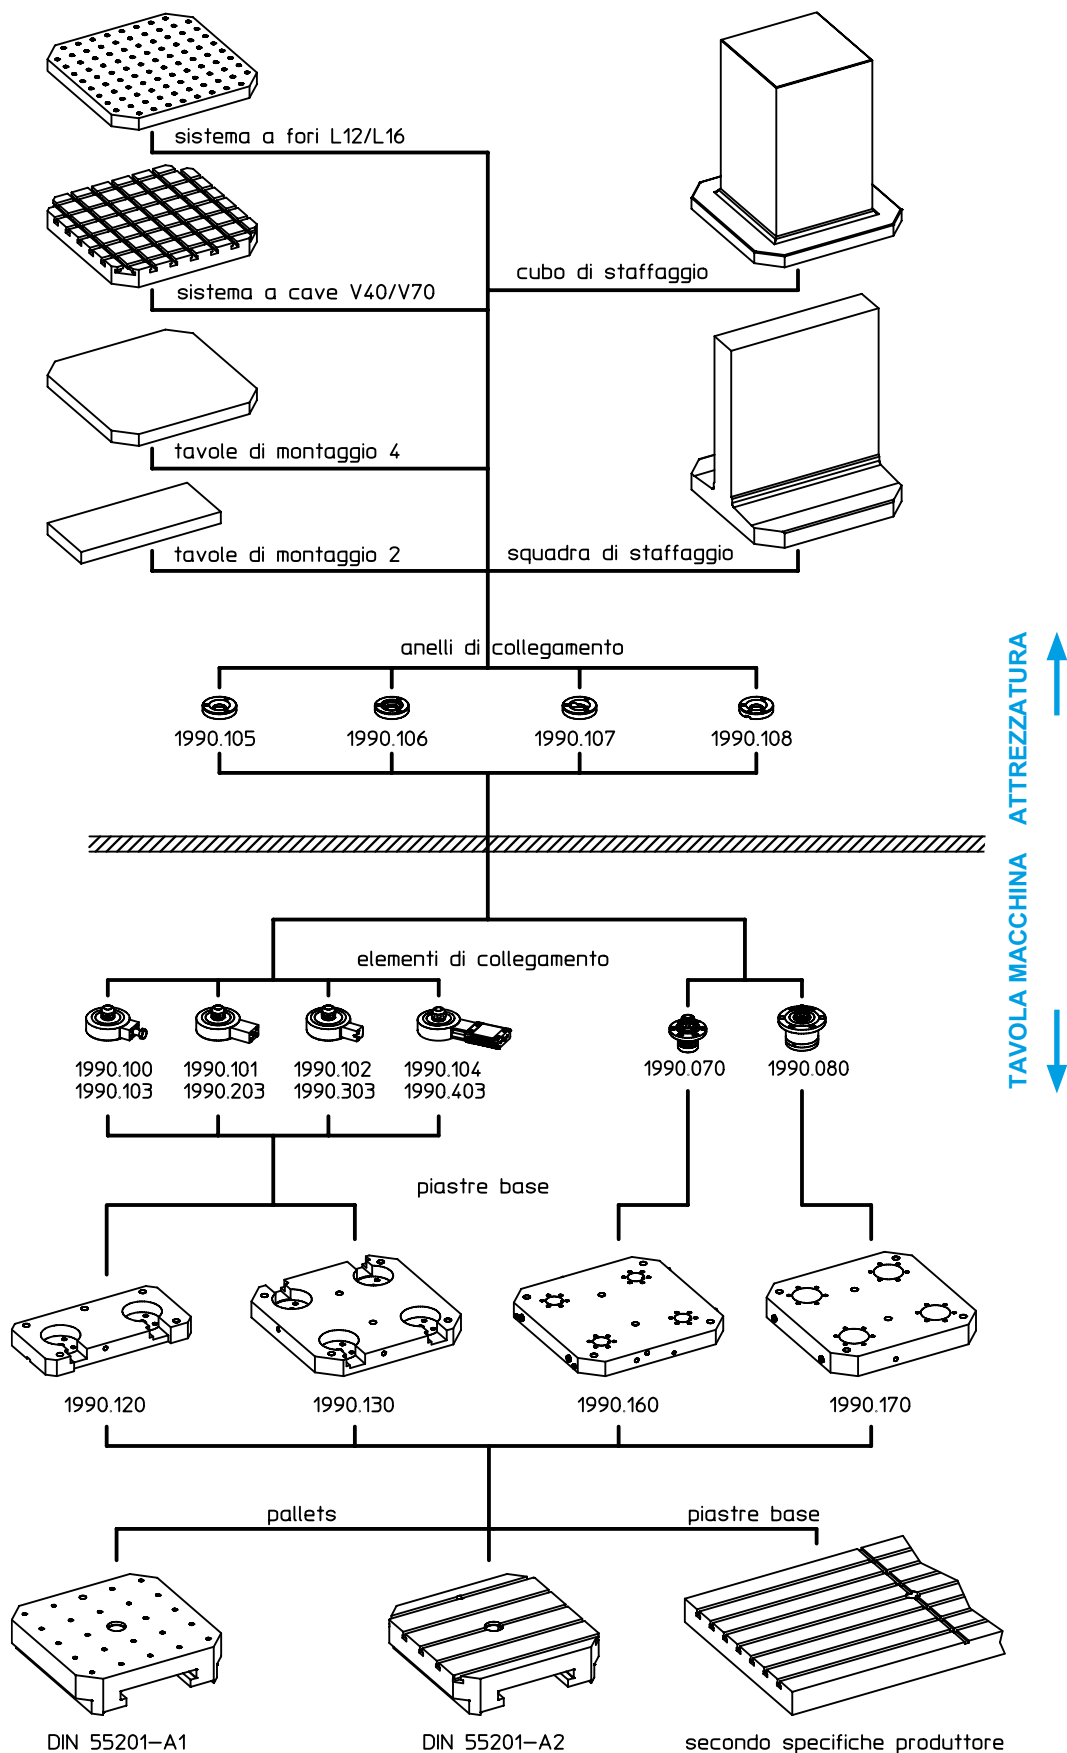 sistema a fori L12/L16
sistema a cave V40/V70
cubo di staffaggio
tavole di montaggio 4
tavole di montaggio 2
squadra di staffaggio
anelli di collegamento
1990.105
1990.106
1990.107
1990.108
ATTREZZATURA
TAVOLA MACCHINA
elementi di collegamento
1990.100
1990.103
1990.101
1990.203
1990.102
1990.303
1990.104
1990.403
1990.070
1990.080
piastre base
1990.120
1990.130
1990.160
1990.170
pallets
piastre base
DIN 55201-A1
DIN 55201-A2
secondo specifiche produttore